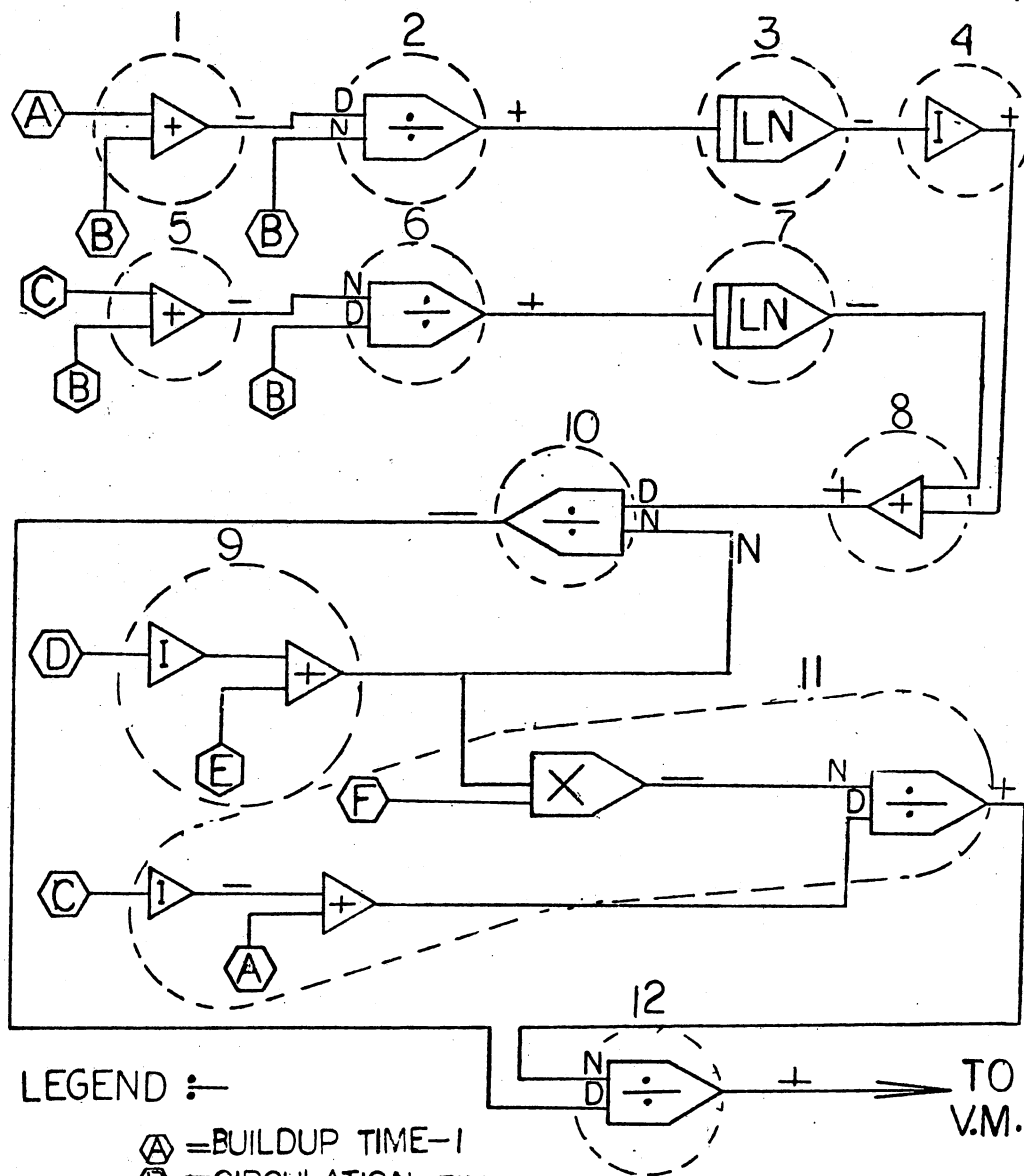 1 2 3 4
A + - D N ÷ + LN - I +
B B
5 6 7
C + - N D ÷ + LN -
B B
10 8
- ÷ D N + +
N
9
D I +
E
11
F X - N D ÷ +
C I - +
A
12
N D ÷ + TO
V.M.
LEGEND :-
A =BUILDUP TIME-1